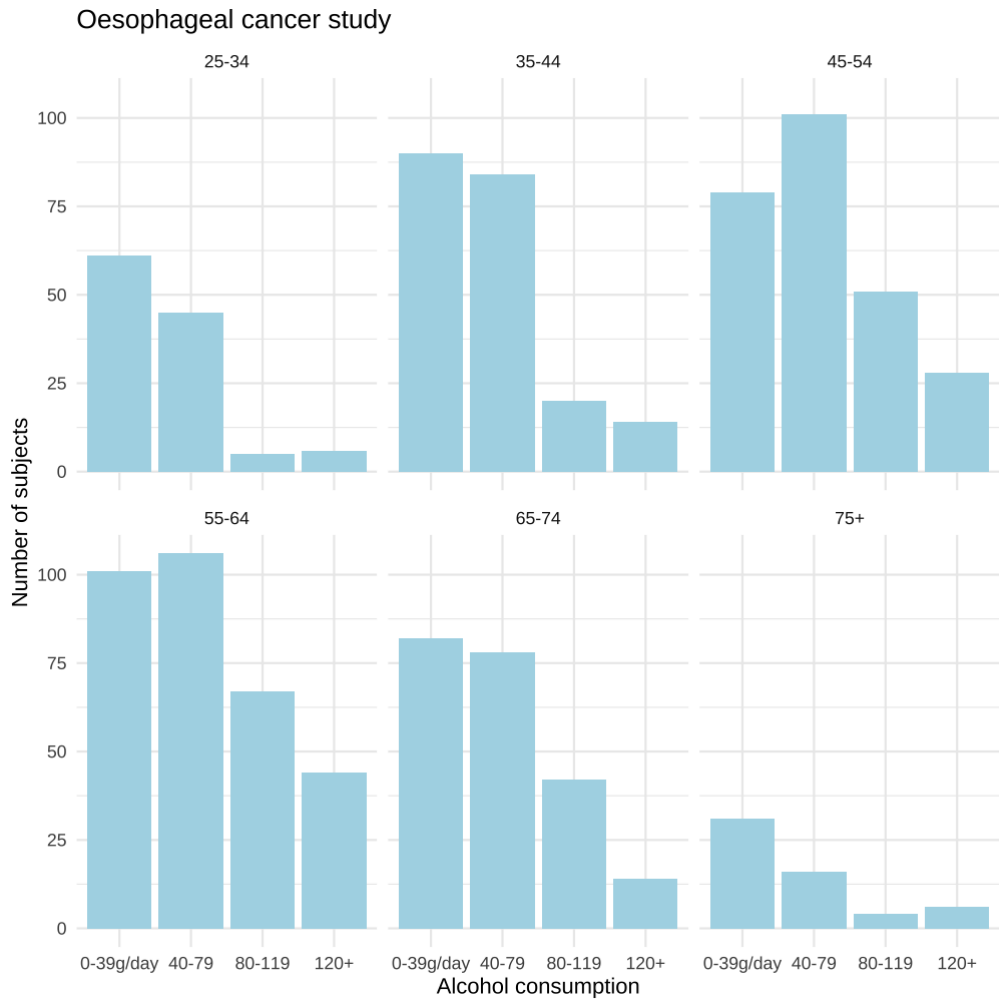 Oesophageal cancer study
25-34 35-44 45-54
100
75
50
25
0
Number of subjects
55-64 65-74 75+
100
75
50
25
0
0-39g/day 40-79 80-119 120+ 0-39g/day 40-79 80-119 120+ 0-39g/day 40-79 80-119 120+
Alcohol consumption